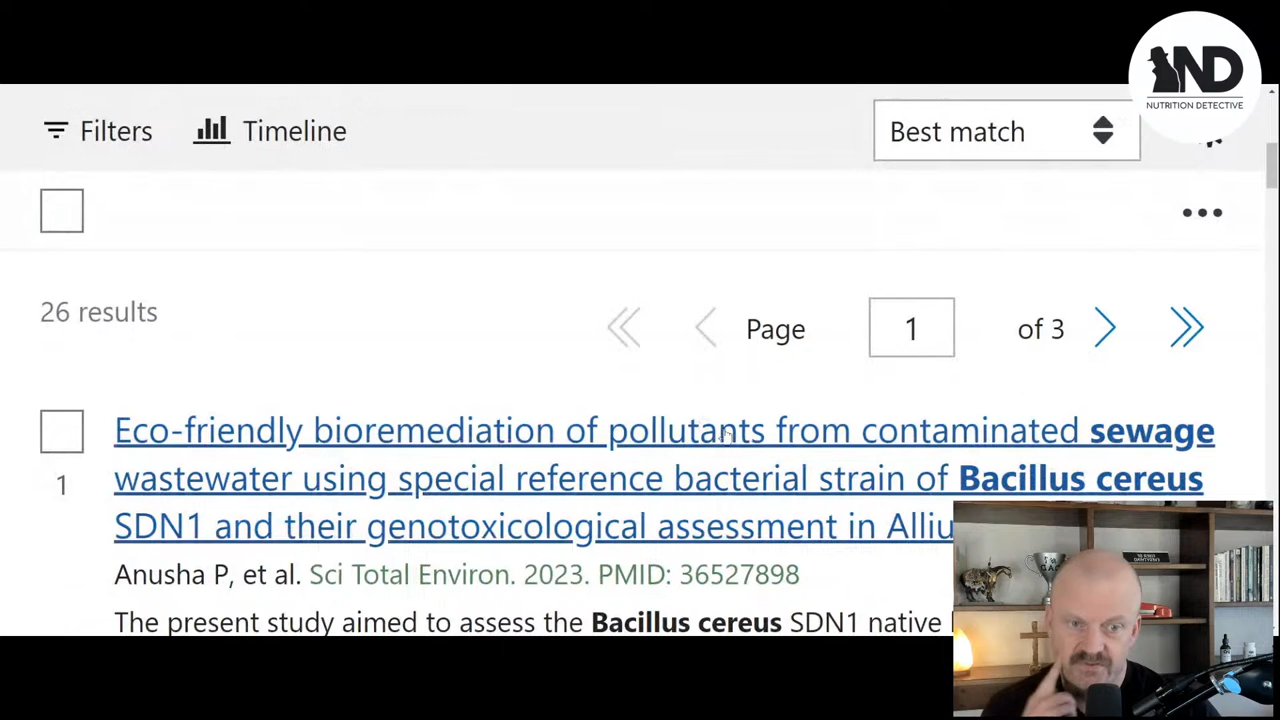 ND
NUTRITION DETECTIVE
Filters
Timeline
Best match
26 results
Page
1
of 3
Eco-friendly bioremediation of pollutants from contaminated sewage
wastewater using special reference bacterial strain of Bacillus cereus
SDN1 and their genotoxicological assessment in Alliu
1
Anusha P, et al. Sci Total Environ. 2023. PMID: 36527898
The present study aimed to assess the Bacillus cereus SDN1 native